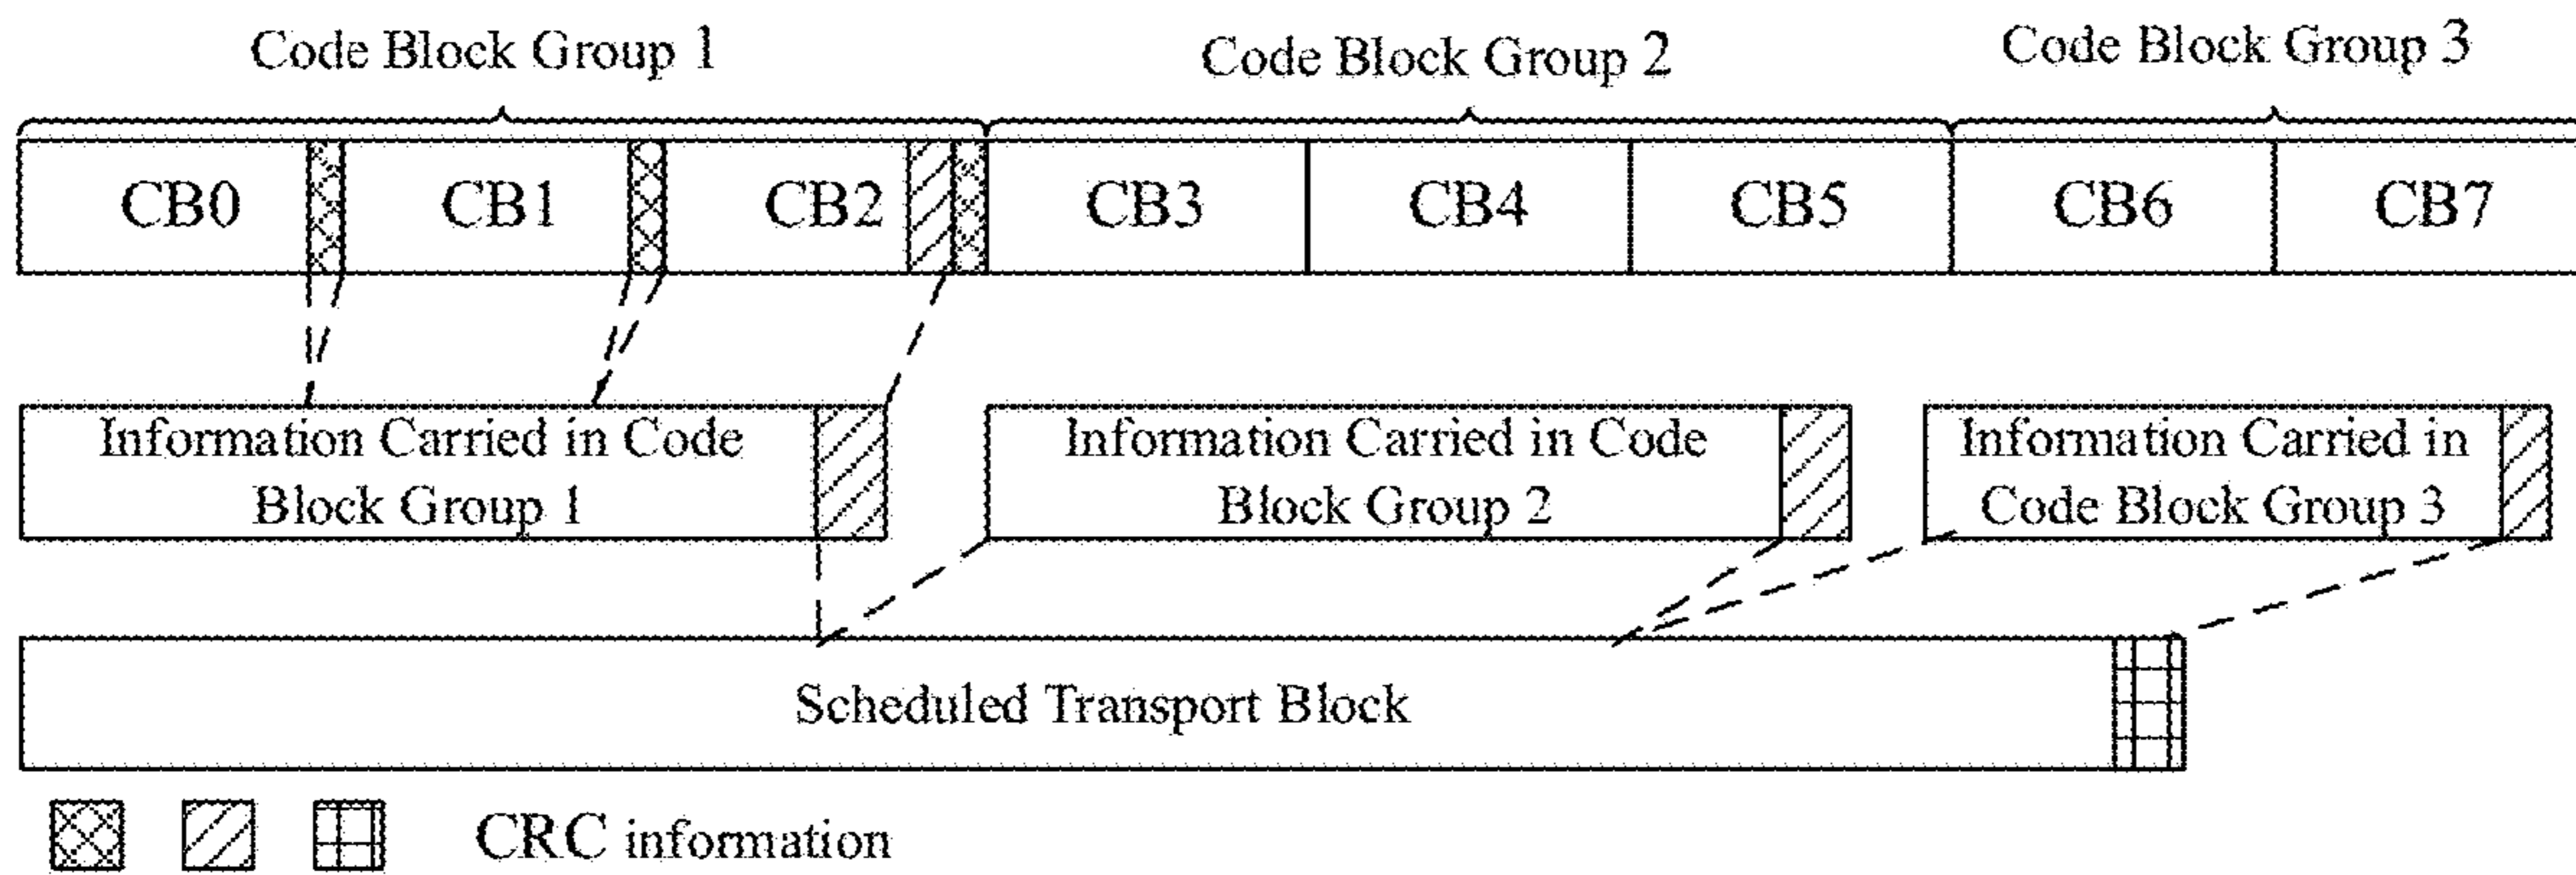 Code Block Group 1
Code Block Group 2
Code Block Group 3
CB0
CB1
CB2
CB3
CB4
CB5
CB6
CB7
Information Carried in Code
Block Group 1
Information Carried in Code
Block Group 2
Information Carried in
Code Block Group 3
Scheduled Transport Block
CRC information